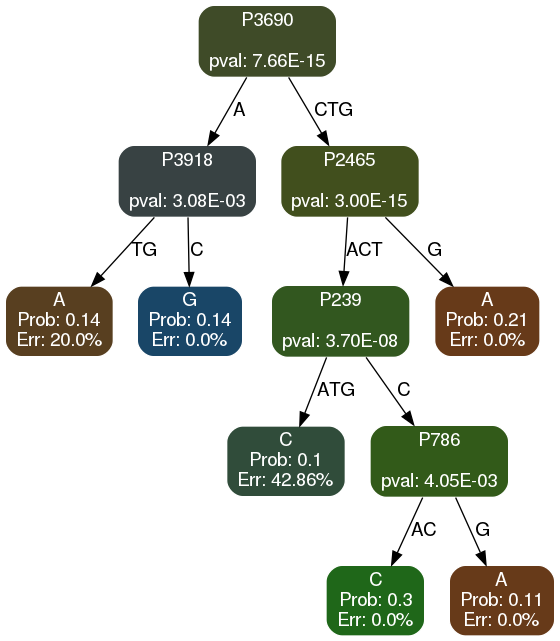 P3690
pval: 7.66E-15
A
CTG
P3918
pval: 3.08E-03
P2465
pval: 3.00E-15
TG
C
ACT
G
A
Prob: 0.14
Err: 20.0%
G
Prob: 0.14
Err: 0.0%
P239
pval: 3.70E-08
A
Prob: 0.21
Err: 0.0%
ATG
C
C
Prob: 0.1
Err: 42.86%
P786
pval: 4.05E-03
AC
G
C
Prob: 0.3
Err: 0.0%
A
Prob: 0.11
Err: 0.0%